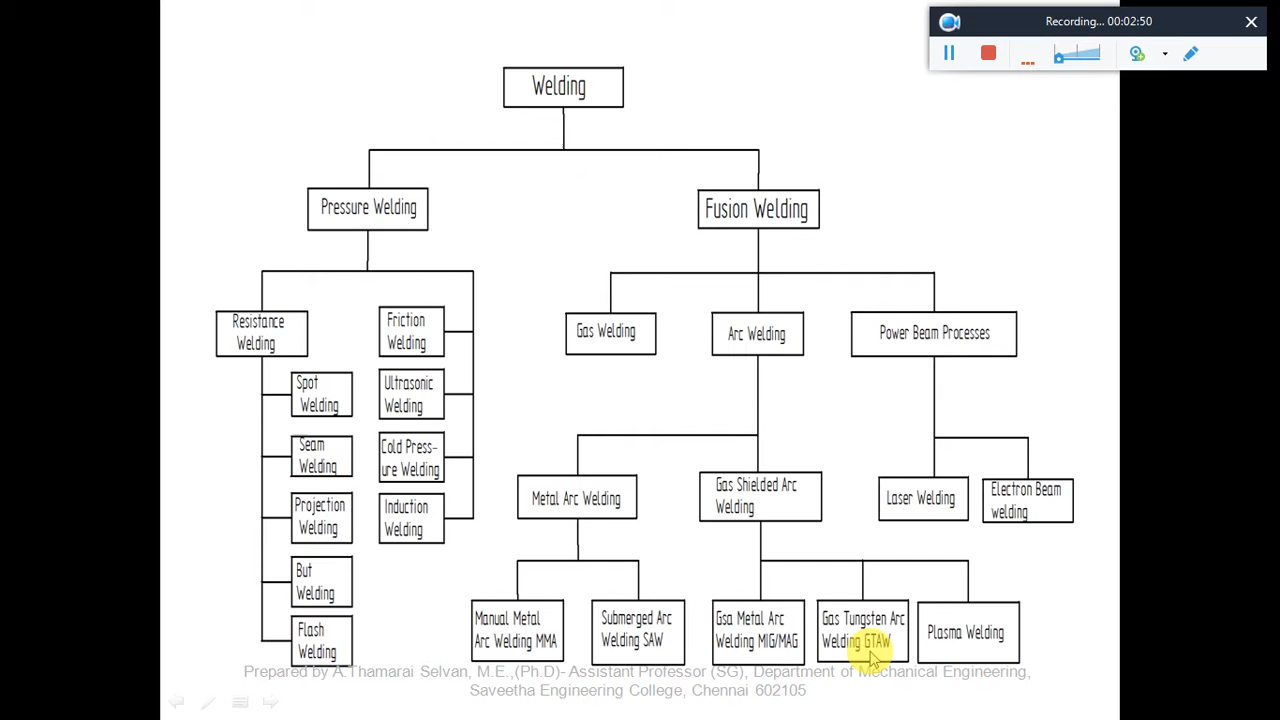 Recording... 00:02:50
Welding
Pressure Welding
Fusion Welding
Resistance
Welding
Friction
Welding
Gas Welding
Arc Welding
Power Beam Processes
Spot
Welding
Ultrasonic
Welding
Seam
Welding
Cold Press-
ure Welding
Projection
Welding
Induction
Welding
But
Welding
Flash
Welding
Metal Arc Welding
Gas Shielded Arc
Welding
Laser Welding
Electron Beam
welding
Manual Metal
Arc Welding MMA
Submerged Arc
Welding SAW
Gsa Metal Arc
Welding MIG/MAG
Gas Tungsten Arc
Welding GTAW
Plasma Welding
Prepared by A.Thamarai Selvan, M.E.,(Ph.D)- Assistant Professor (SG), Department of Mechanical Engineering,
Saveetha Engineering College, Chennai 602105